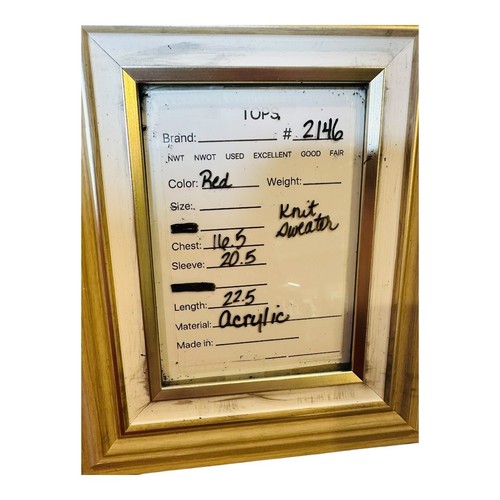 TOPS
Brand: # 2146
NWT NWOT USED EXCELLENT GOOD FAIR
Color: Red Weight:
Size:
Knit
Sweater
Chest: 16.5
Sleeve: 20.5
Length: 22.5
Material: Acrylic
Made in: